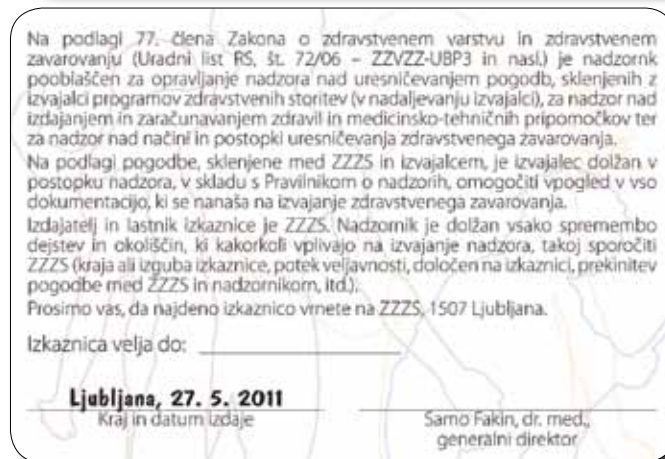 Na podlagi 77. člena Zakona o zdravstvenem varstvu in zdravstvenem
zavarovanju (Uradni list RS, št. 72/06 – ZZVZZ-UBP3 in nasl.) je nadzornk
pooblaščen za opravljanje nadzora nad uresničevanjem pogodb, sklenjenih z
izvajalci programov zdravstvenih storitev (v nadaljevanju izvajalci), za nadzor nad
izdajanjem in zaračunavanjem zdravil in medicinsko-tehničnih pripomočkov ter
za nadzor nad načini in postopki uresničevanja zdravstvenega zavarovanja.
Na podlagi pogodbe, sklenjene med ZZZS in izvajalcem, je izvajalec dolžan v
postopku nadzora, v skladu s Pravilnikom o nadzorih, omogočiti vpogled v vso
dokumentacijo, ki se nanaša na izvajanje zdravstvenega zavarovanja.
Izdajatelj in lastnik izkaznice je ZZZS. Nadzornik je dolžan vsako spremembo
dejstev in okoliščin, ki kakorkoli vplivajo na izvajanje nadzora, takoj sporočiti
ZZZS (kraja ali izguba izkaznice, potek veljavnosti, določen na izkaznici, prekinitev
pogodbe med ZZZS in nadzornikom, itd.).
Prosimo vas, da najdeno izkaznico vrnete na ZZZS, 1507 Ljubljana.
Izkaznica velja do:
Ljubljana, 27. 5. 2011
Kraj in datum izdaje
Samo Fakin, dr. med.,
generalni direktor